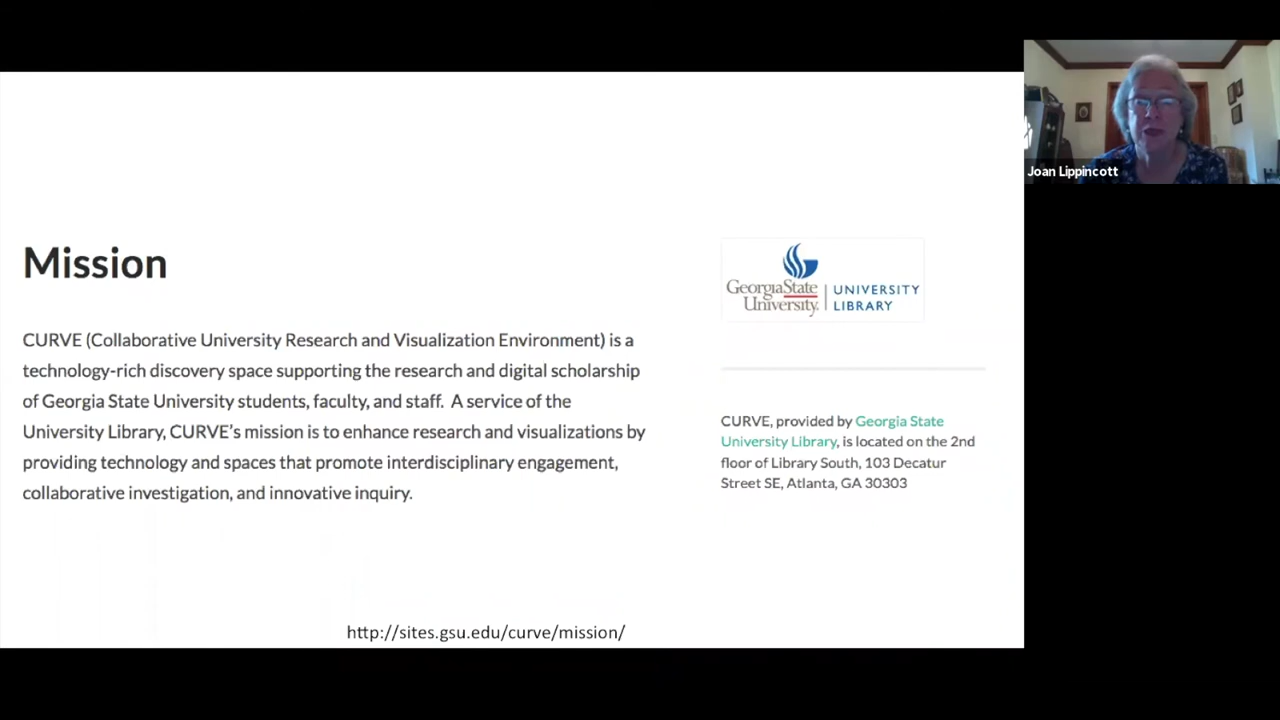 Mission
CURVE (Collaborative University Research and Visualization Environment) is a
technology-rich discovery space supporting the research and digital scholarship
of Georgia State University students, faculty, and staff. A service of the
University Library, CURVE's mission is to enhance research and visualizations by
providing technology and spaces that promote interdisciplinary engagement,
collaborative investigation, and innovative inquiry.
GeorgiaState
University
UNIVERSITY
LIBRARY
CURVE, provided by Georgia State
University Library, is located on the 2nd
floor of Library South, 103 Decatur
Street SE, Atlanta, GA 30303
http://sites.gsu.edu/curve/mission/
Joan Lippincott